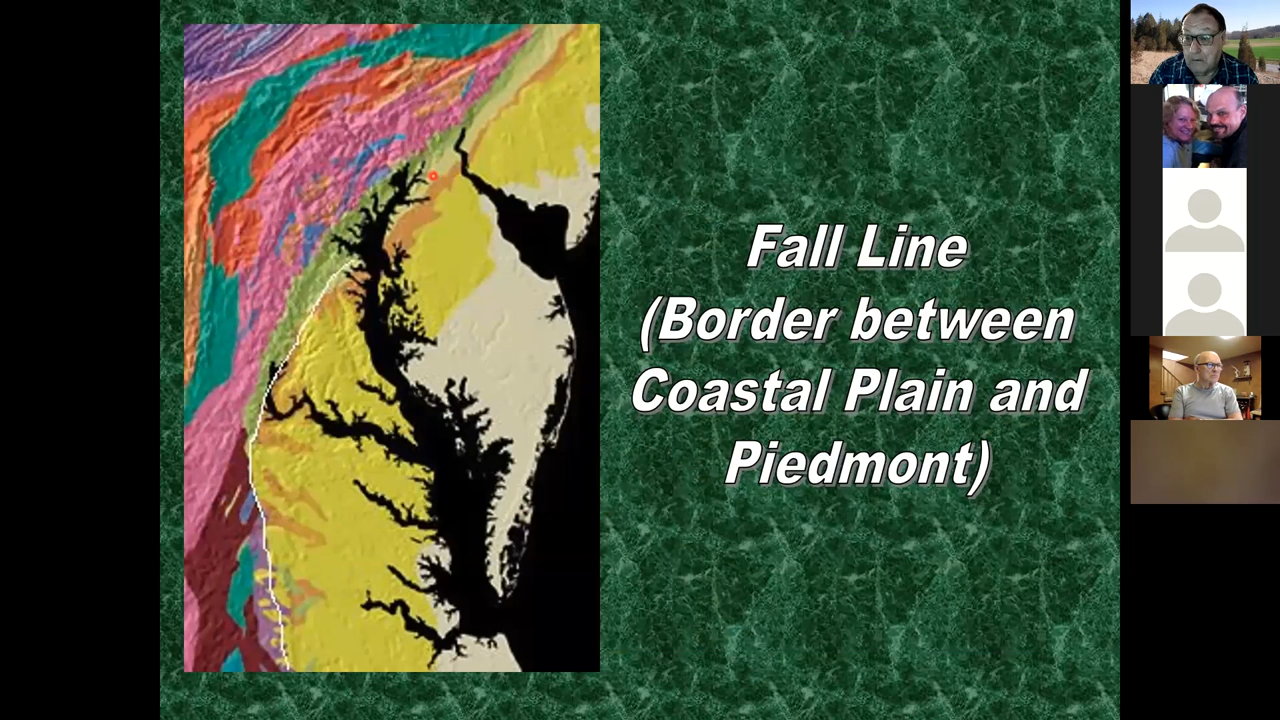 Fall Line
(Border between
Coastal Plain and
Piedmont)